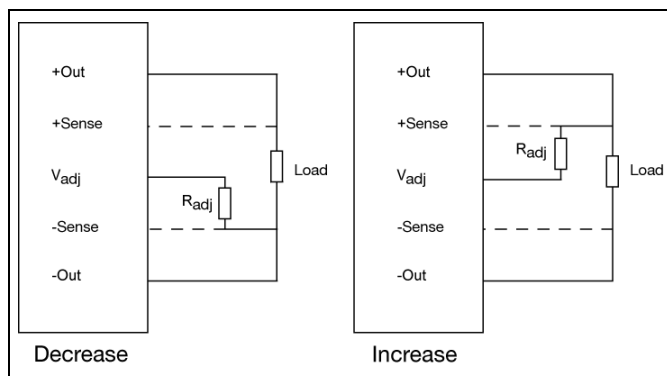 +Out
+Sense
Vadj
Radj
-Sense
-Out
Load
Decrease
+Out
+Sense
Radj
Vadj
-Sense
-Out
Load
Increase